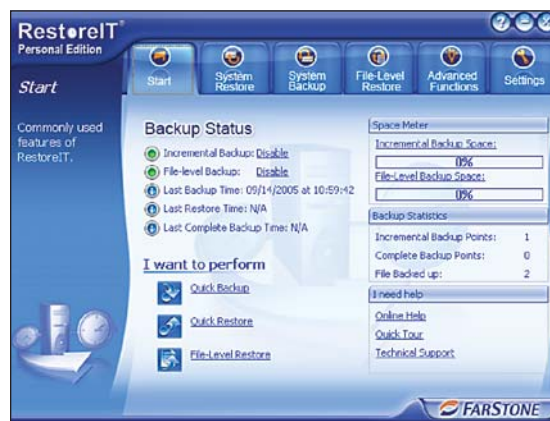 RestoreIT®
Personal Edition
Start
Commonly used
features of
RestoreIT.
Start
System
Restore
System
Backup
File-Level
Restore
Advanced
Functions
Settings
Backup Status
Incremental Backup: Disable
File-level Backup: Disable
Last Backup Time: 09/14/2005 at 10:59:42
Last Restore Time: N/A
Last Complete Backup Time: N/A
I want to perform
Quick Backup
Quick Restore
File-Level Restore
Space Meter
Incremental Backup Space:
0%
File-Level Backup Space:
0%
Backup Statistics
Incremental Backup Points: 1
Complete Backup Points: 0
File Backed up: 2
I need help
Online Help
Quick Tour
Technical Support
FARSTONE